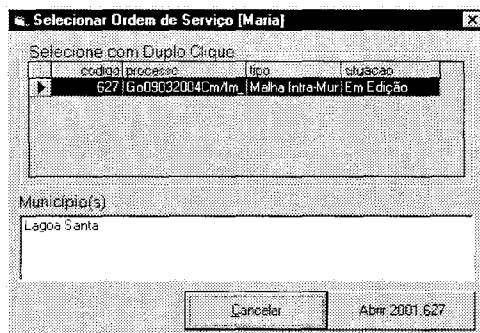 Selecionar Ordem de Serviço [Maria]
Selecione com Duplo Clique
codigo processo tipo situacao
627 Go09032004Cm/Im_ Malha Intra-Mur Em Edição
Município(s)
Lagoa Santa
Cancelar Abrir 2001.627